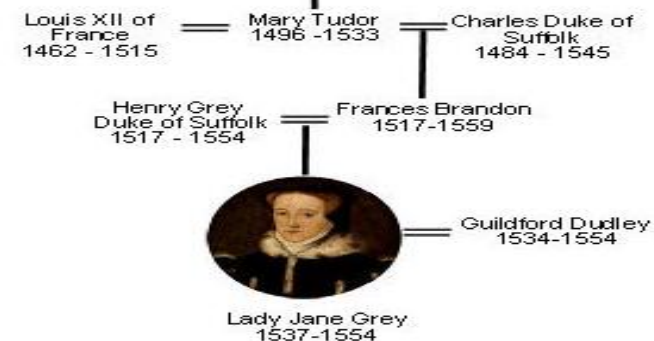 Louis XII of
France
1462 - 1515
Mary Tudor
1496 -1533
Charles Duke of
Suffolk
1484 - 1545
Henry Grey
Duke of Suffolk
1517 - 1554
Frances Brandon
1517-1559
Guildford Dudley
1534-1554
Lady Jane Grey
1537-1554